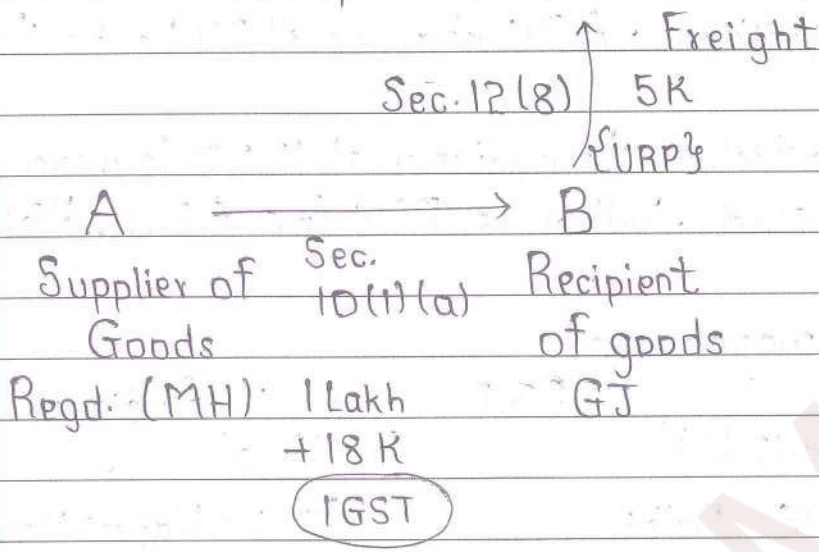 Freight
Sec. 12(8) 5K
{URP}
A B
Supplier of Sec. Recipient
10(1)(a)
Goods of goods
Regd. (MH) 1 Lakh GJ
+18 K
IGST